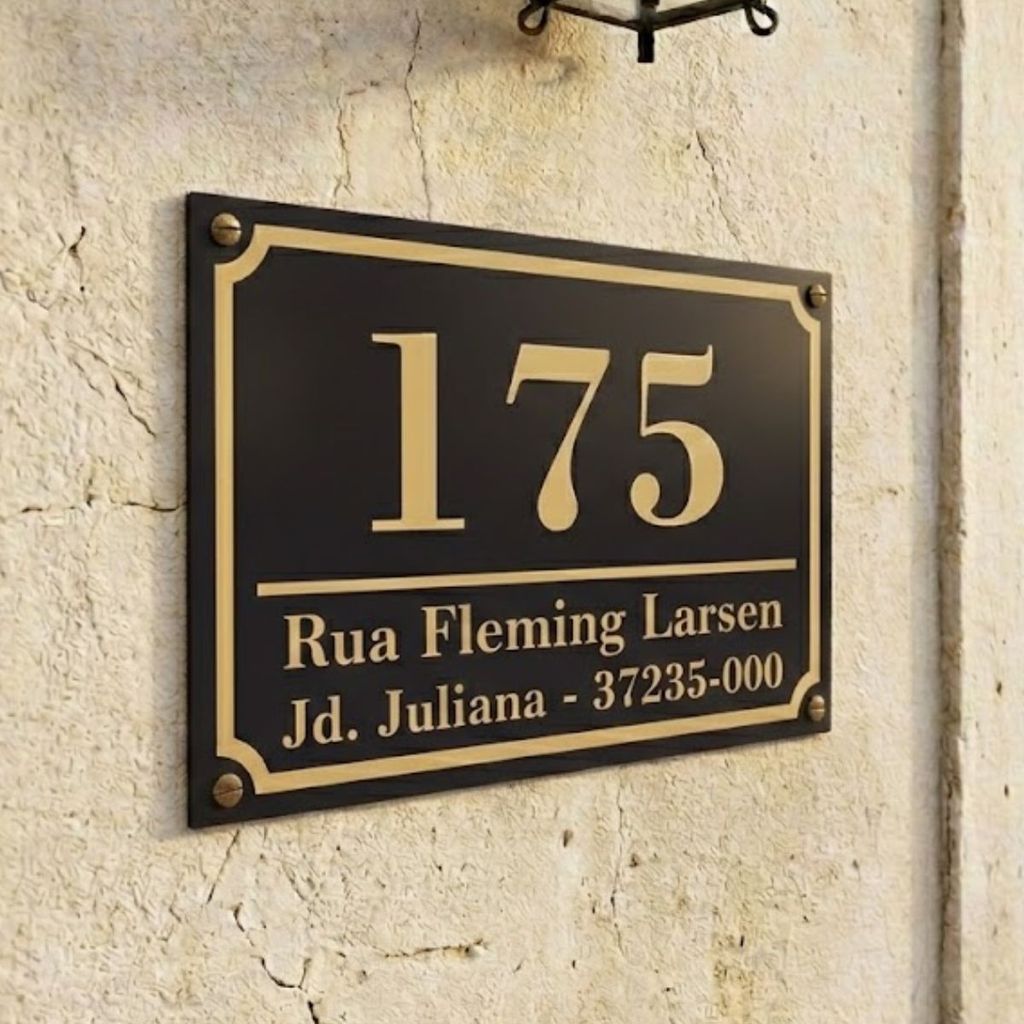 175
Rua Fleming Larsen
Jd. Juliana - 37235-000